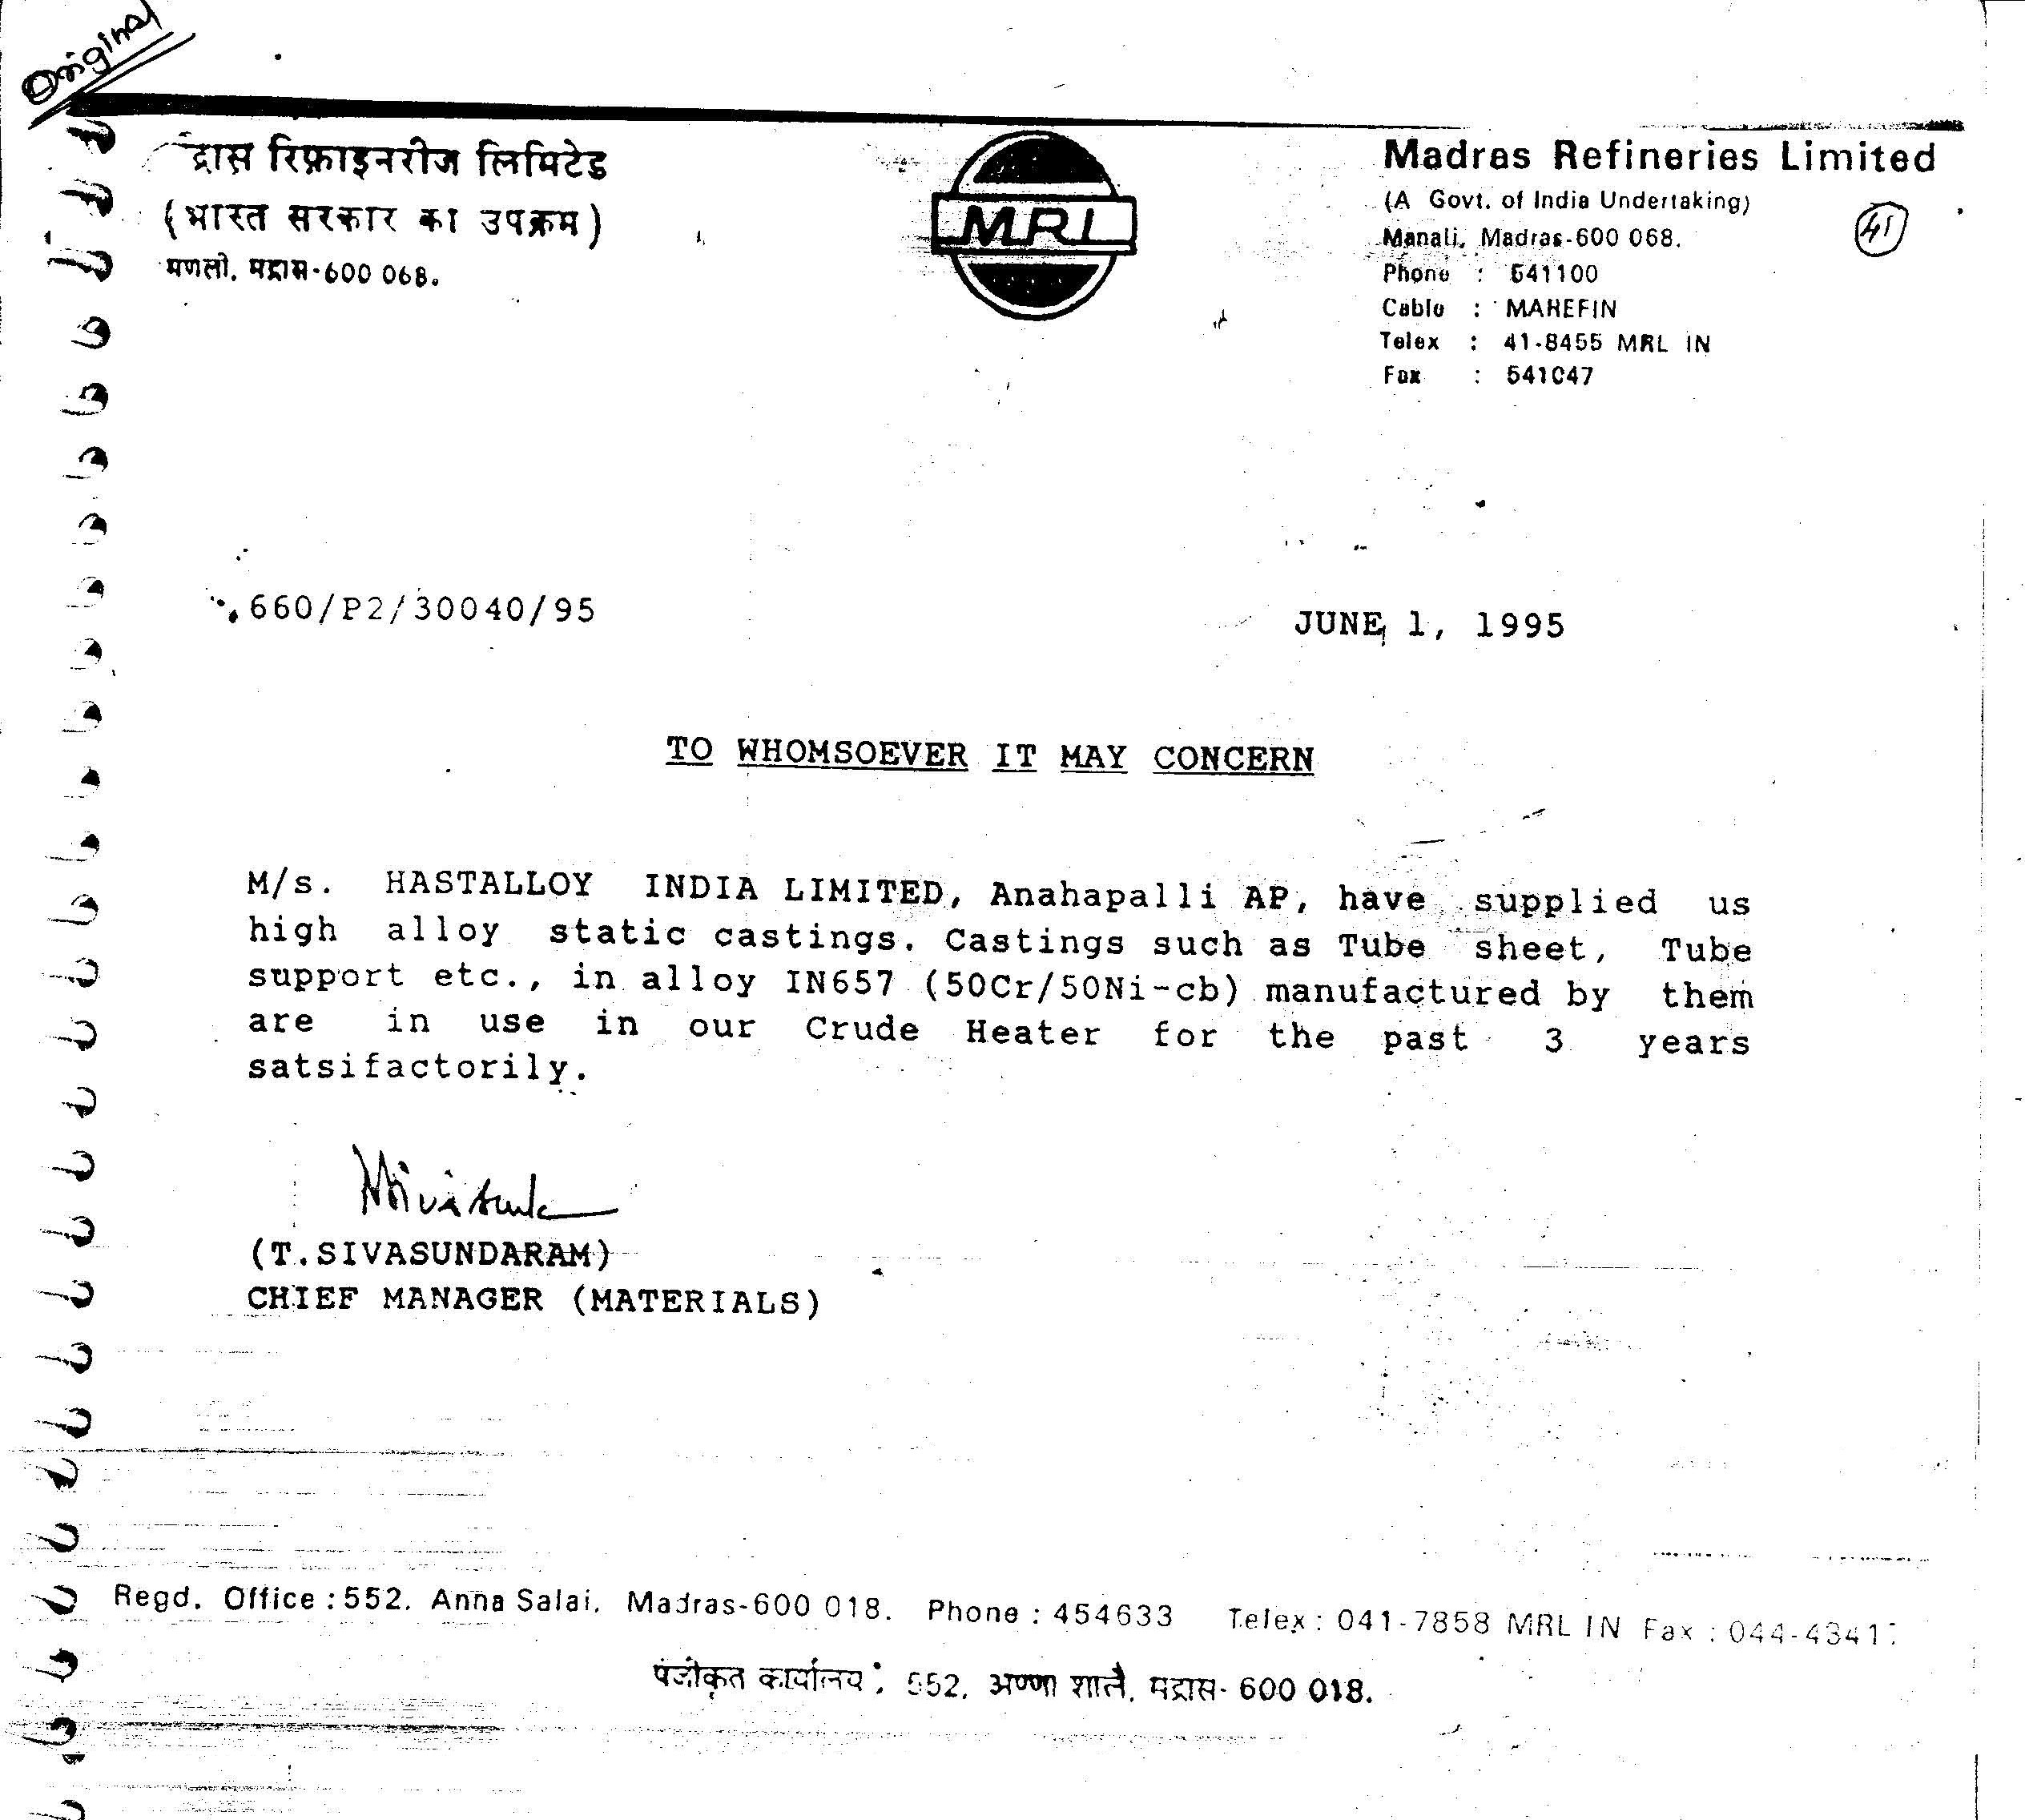 Original
द्रास रिफ़ाइनरीज लिमिटेड
(भारत सरकार का उपक्रम)
मणली, मद्रास-600 068.
MRL
Madras Refineries Limited
(A Govt. of India Undertaking)
Manali, Madras-600 068.
Phone : 541100
Cable : MAREFIN
Telex : 41-8455 MRL IN
Fax : 541047
45
660/P2/30040/95
JUNE 1, 1995
TO WHOMSOEVER IT MAY CONCERN
M/s. HASTALLOY INDIA LIMITED, Anahapalli AP, have supplied us
high alloy static castings. Castings such as Tube sheet, Tube
support etc., in alloy IN657 (50Cr/50Ni-cb) manufactured by them
are in use in our Crude Heater for the past 3 years
satsifactorily.
(T.SIVASUNDARAM)
CHIEF MANAGER (MATERIALS)
Regd. Office : 552, Anna Salai, Madras-600 018. Phone : 454633 Telex : 041-7858 MRL IN Fax : 044-4341
पंजीकृत कार्यालय : 552, अण्णा शालै, मद्रास- 600 018.